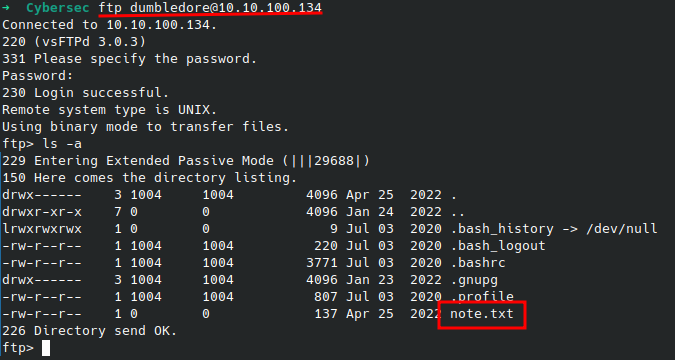 → Cybersec ftp dumbledore@10.10.100.134
Connected to 10.10.100.134.
220 (vsFTPd 3.0.3)
331 Please specify the password.
Password:
230 Login successful.
Remote system type is UNIX.
Using binary mode to transfer files.
ftp> ls -a
229 Entering Extended Passive Mode (|||29688|)
150 Here comes the directory listing.
drwx------    3 1004     1004         4096 Apr 25  2022 .
drwxr-xr-x    7 0        0            4096 Jan 24  2022 ..
lrwxrwxrwx    1 0        0               9 Jul 03  2020 .bash_history -> /dev/null
-rw-r--r--    1 1004     1004          220 Jul 03  2020 .bash_logout
-rw-r--r--    1 1004     1004         3771 Jul 03  2020 .bashrc
drwx------    3 1004     1004         4096 Jan 23  2022 .gnupg
-rw-r--r--    1 1004     1004          807 Jul 03  2020 .profile
-rw-r--r--    1 0        0             137 Apr 25  2022 note.txt
226 Directory send OK.
ftp>